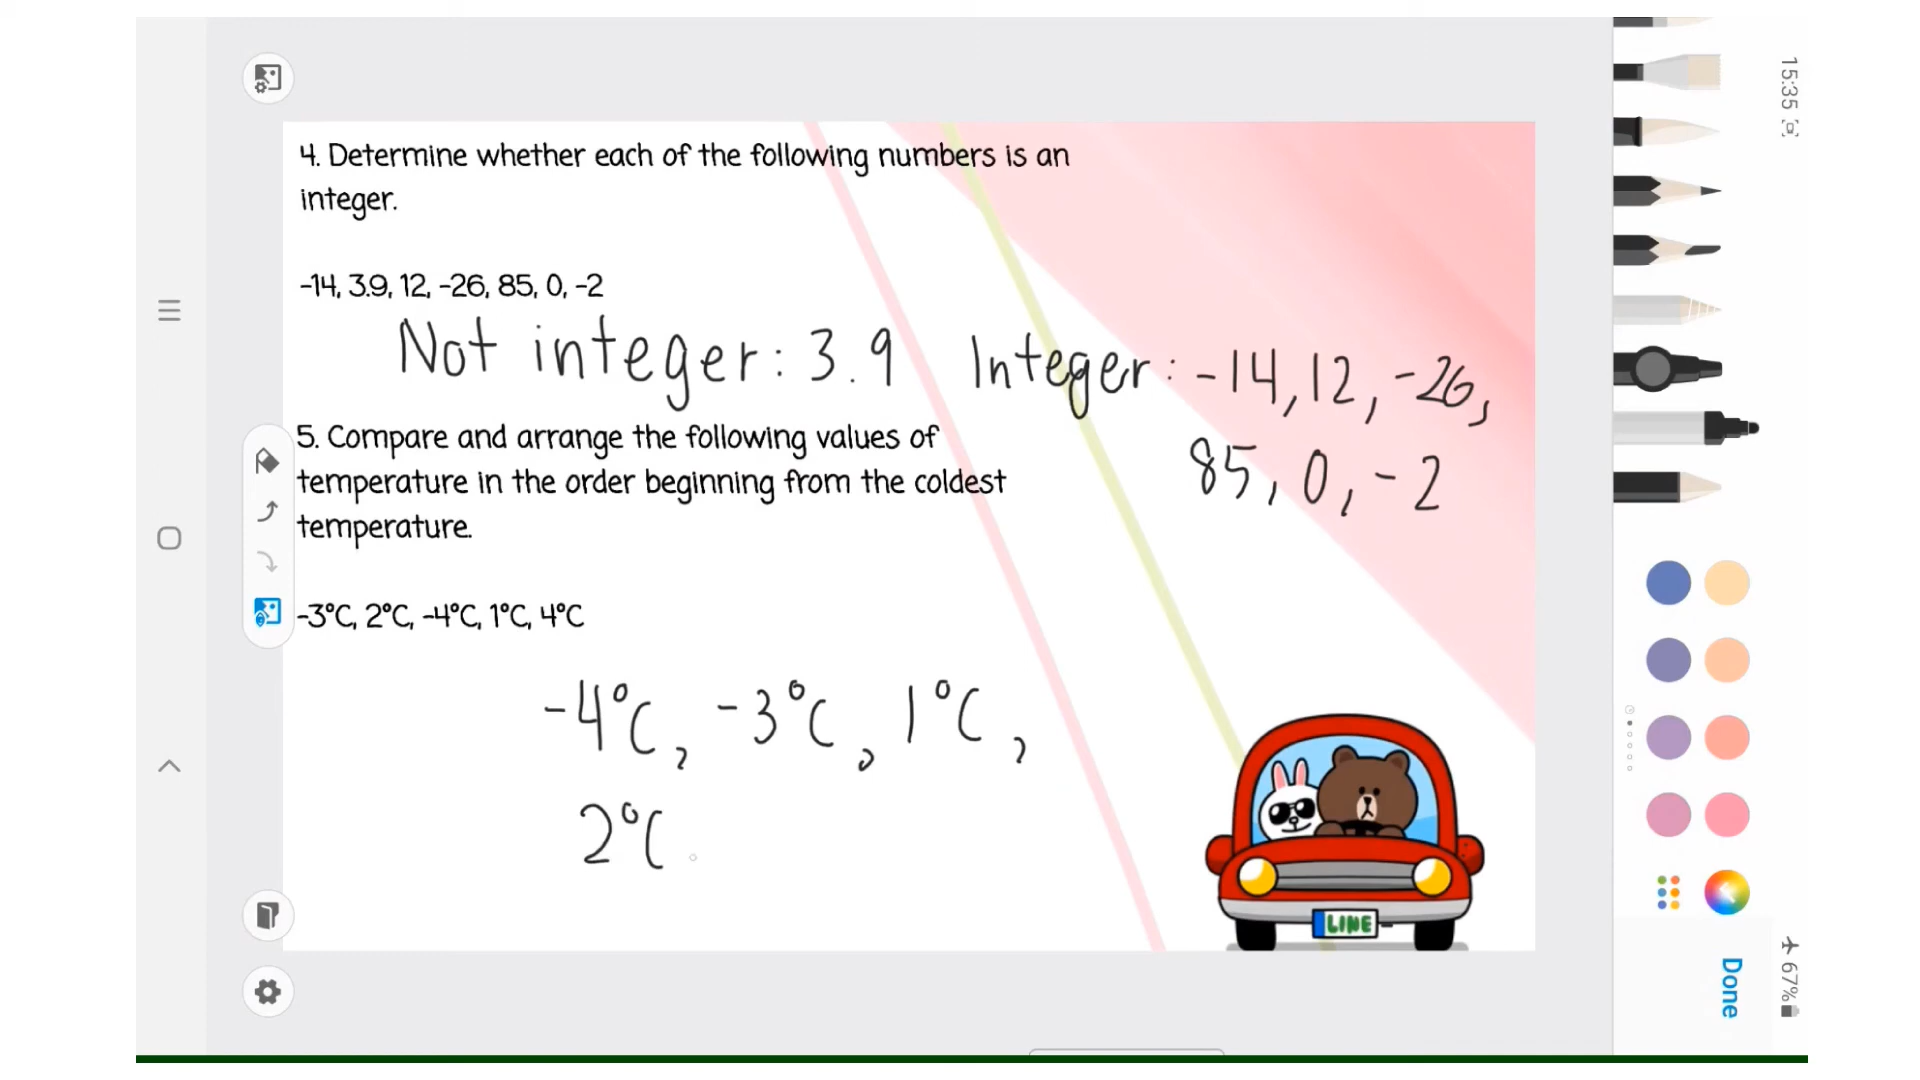 4. Determine whether each of the following numbers is an
integer.
-14, 3.9, 12, -26, 85, 0, -2
Not integer: 3.9 Integer: -14, 12, -26,
85, 0, -2
5. Compare and arrange the following values of
temperature in the order beginning from the coldest
temperature.
-3°C, 2°C, -4°C, 1°C, 4°C
-4°C, -3°C, 1°C,
2°C
LINE
15:35
67%
Done